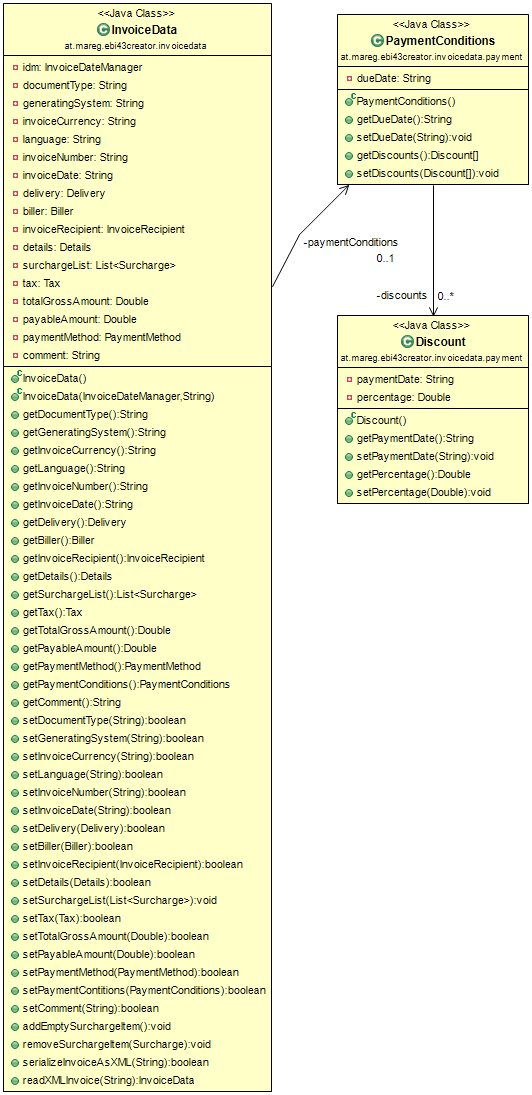 <<Java Class>>
InvoiceData
at.mareg.ebi43creator.invoicedata
idm: InvoiceDateManager
documentType: String
generatingSystem: String
invoiceCurrency: String
language: String
invoiceNumber: String
invoiceDate: String
delivery: Delivery
biller: Biller
invoiceRecipient: InvoiceRecipient
details: Details
surchargeList: List<Surcharge>
tax: Tax
totalGrossAmount: Double
payableAmount: Double
paymentMethod: PaymentMethod
comment: String
InvoiceData()
InvoiceData(InvoiceDateManager,String)
getDocumentType():String
getGeneratingSystem():String
getInvoiceCurrency():String
getLanguage():String
getInvoiceNumber():String
getInvoiceDate():String
getDelivery():Delivery
getBiller():Biller
getInvoiceRecipient():InvoiceRecipient
getDetails():Details
getSurchargeList():List<Surcharge>
getTax():Tax
getTotalGrossAmount():Double
getPayableAmount():Double
getPaymentMethod():PaymentMethod
getPaymentConditions():PaymentConditions
getComment():String
setDocumentType(String):boolean
setGeneratingSystem(String):boolean
setInvoiceCurrency(String):boolean
setLanguage(String):boolean
setInvoiceNumber(String):boolean
setInvoiceDate(String):boolean
setDelivery(Delivery):boolean
setBiller(Biller):boolean
setInvoiceRecipient(InvoiceRecipient):boolean
setDetails(Details):boolean
setSurchargeList(List<Surcharge>):void
setTax(Tax):boolean
setTotalGrossAmount(Double):boolean
setPayableAmount(Double):boolean
setPaymentMethod(PaymentMethod):boolean
setPaymentContitions(PaymentConditions):boolean
setComment(String):boolean
addEmptySurchargeItem():void
removeSurchargeItem(Surcharge):void
serializeInvoiceAsXML(String):boolean
readXMLInvoice(String):InvoiceData
<<Java Class>>
PaymentConditions
at.mareg.ebi43creator.invoicedata.payment
dueDate: String
PaymentConditions()
getDueDate():String
setDueDate(String):void
getDiscounts():Discount[]
setDiscounts(Discount[]):void
-paymentConditions
0..1
-discounts 0..*
<<Java Class>>
Discount
at.mareg.ebi43creator.invoicedata.payment
paymentDate: String
percentage: Double
Discount()
getPaymentDate():String
setPaymentDate(String):void
getPercentage():Double
setPercentage(Double):void